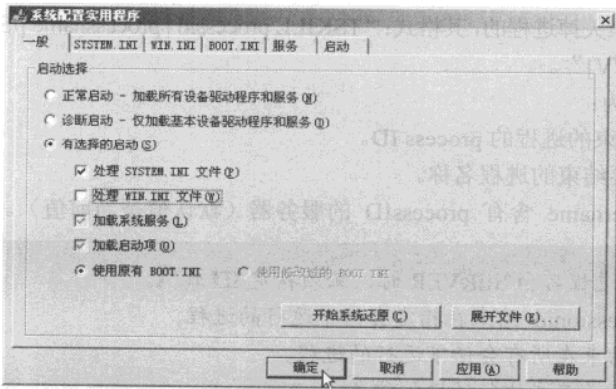 系统配置实用程序
一般 SYSTEM.INI WIN.INI BOOT.INI 服务 启动
启动选择
正常启动 - 加载所有设备驱动程序和服务(N)
诊断启动 - 仅加载基本设备驱动程序和服务(D)
有选择的启动(S)
处理 SYSTEM.INI 文件(P)
处理 WIN.INI 文件(W)
加载系统服务(L)
加载启动项(O)
使用原有 BOOT.INI 使用修改过的 BOOT.INI
开始系统还原(C) 展开文件(E)...
确定 取消 应用(A) 帮助